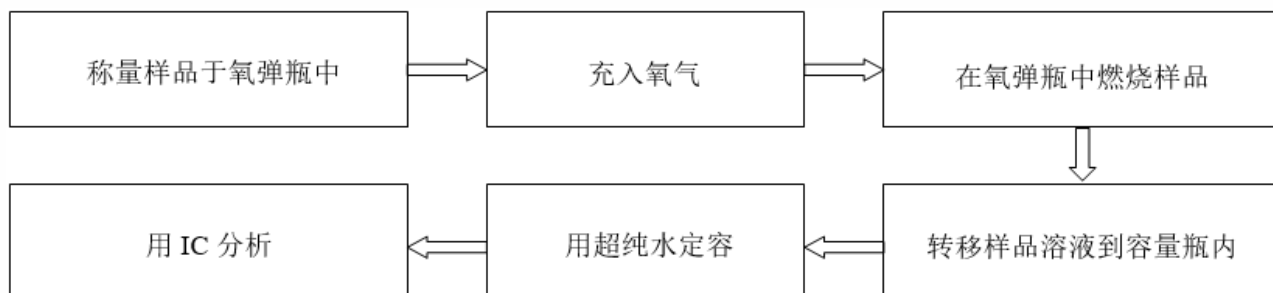 称量样品于氧弹瓶中
充入氧气
在氧弹瓶中燃烧样品
转移样品溶液到容量瓶内
用超纯水定容
用 IC 分析